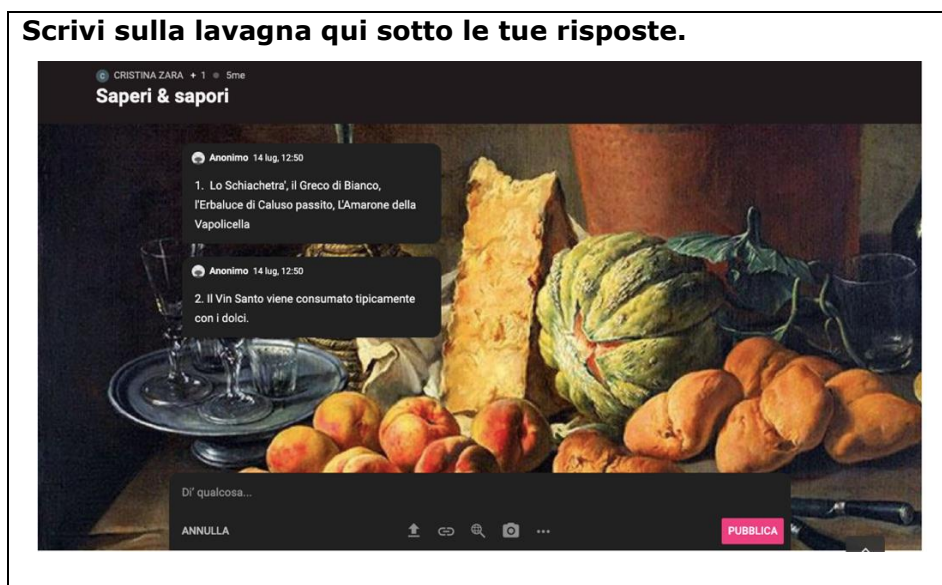 Scrivi sulla lavagna qui sotto le tue risposte.
C CRISTINA ZARA + 1 • 5me
Saperi & sapori
Anonimo 14 lug, 12:50
1. Lo Schiachetra', il Greco di Bianco,
l'Erbaluce di Caluso passito, L'Amarone della
Vapolicella
Anonimo 14 lug, 12:50
2. Il Vin Santo viene consumato tipicamente
con i dolci.
Di' qualcosa...
ANNULLA
PUBBLICA